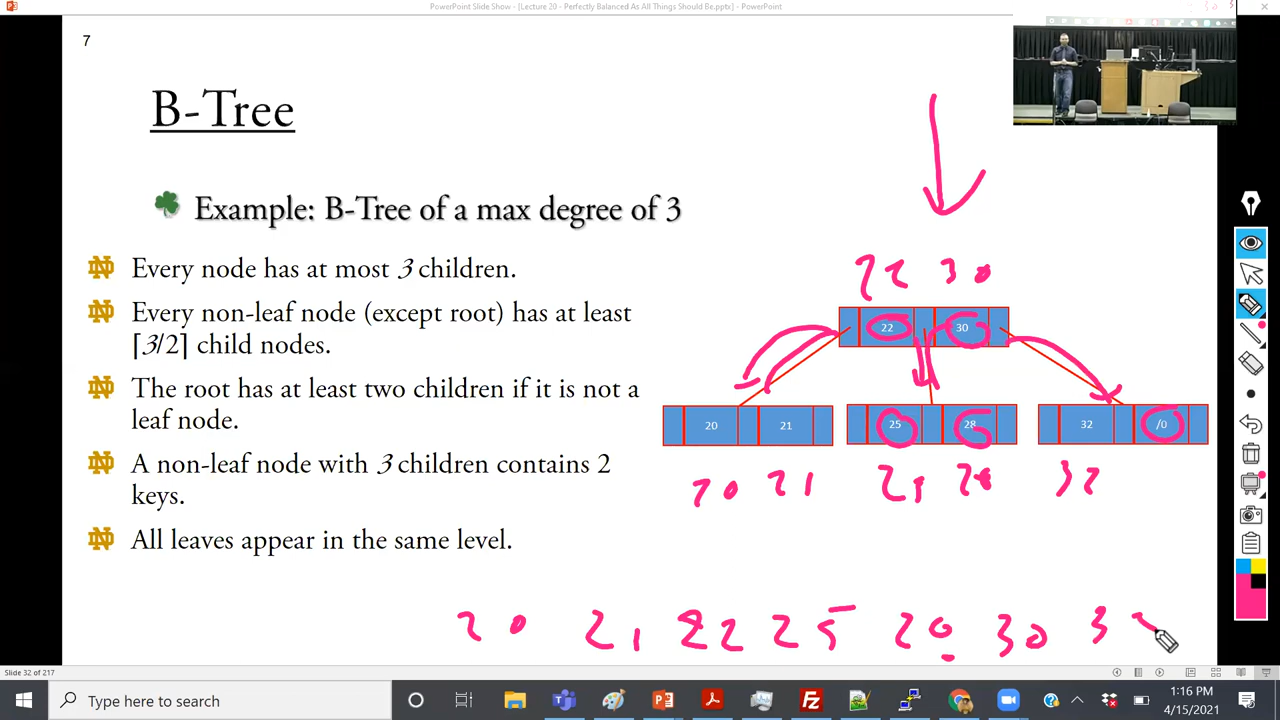 PowerPoint Slide Show - [Lecture 20 - Perfectly Balanced As All Things Should Be.pptx] - PowerPoint
7
B-Tree
Example: B-Tree of a max degree of 3
Every node has at most 3 children.
Every non-leaf node (except root) has at least
⌈3/2⌉ child nodes.
The root has at least two children if it is not a
leaf node.
A non-leaf node with 3 children contains 2
keys.
All leaves appear in the same level.
22 30
22 30
20 21 25 28 32 /0
20 21 25 28 32
20 21 22 25 28 30 3
Slide 32 of 217
Type here to search
1:16 PM
4/15/2021